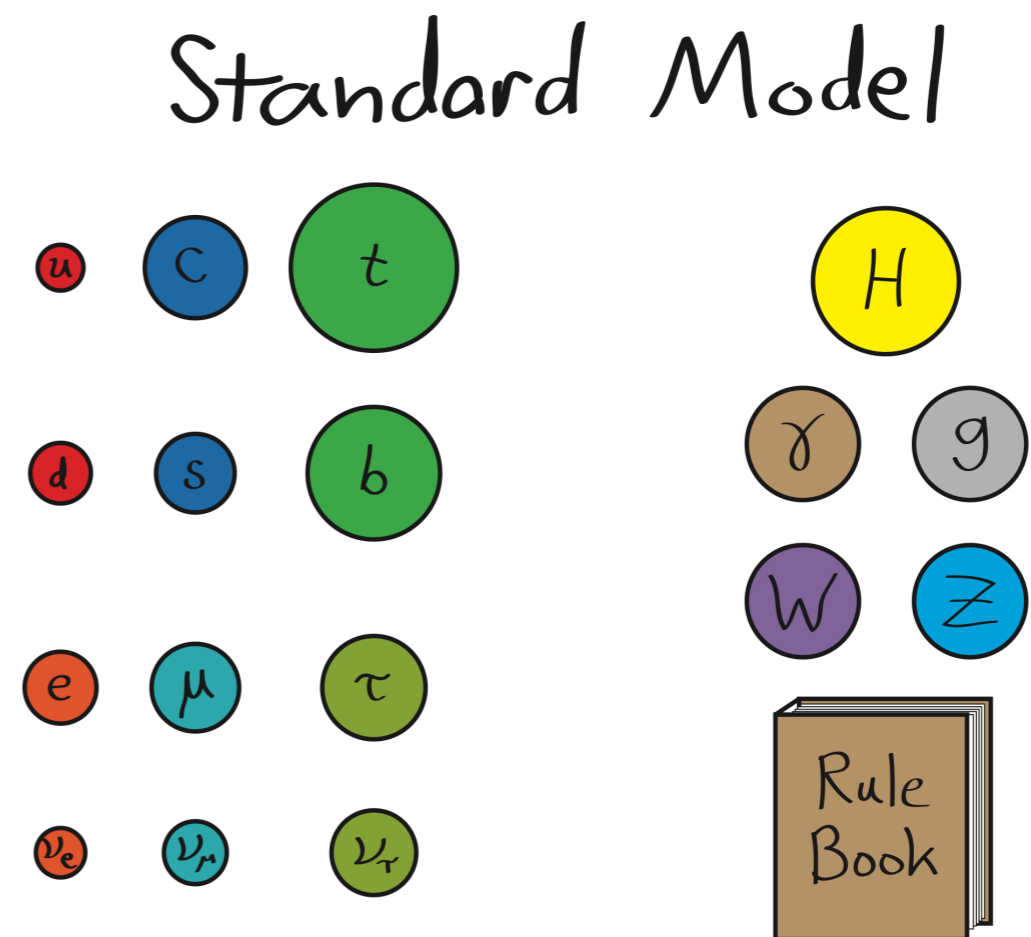 Standard Model
u c t H
d s b γ g
W Z
e μ τ
Rule
Book
νe νμ ντ